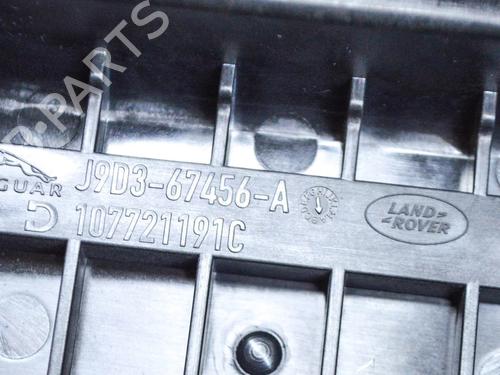 J9D3-67456-A
107721191C
GUAR
LAND-
-ROVER
D
-PARTS